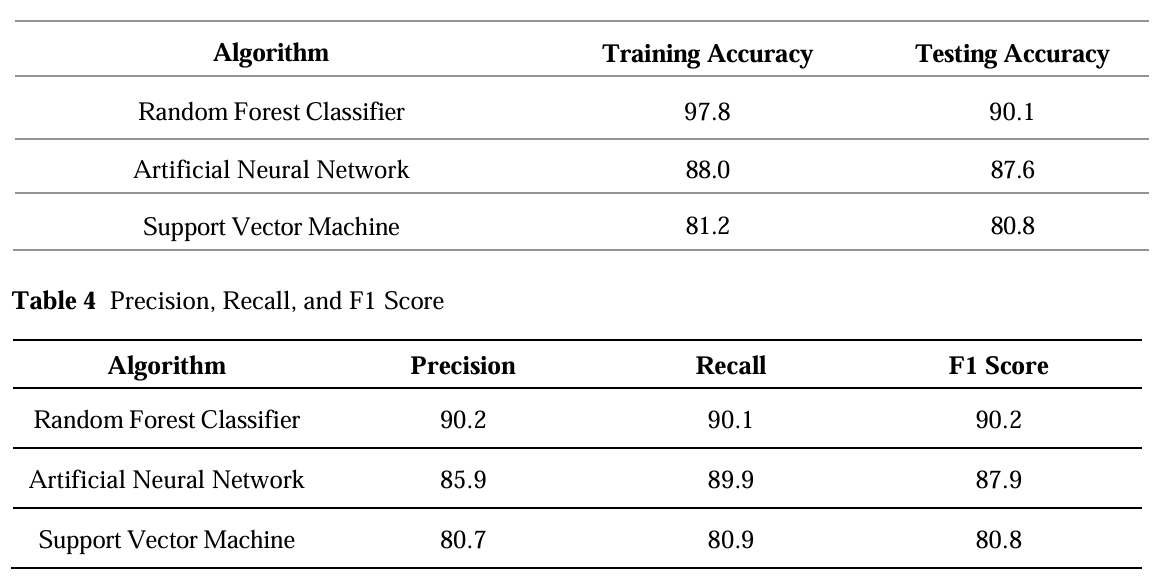 Algorithm Training Accuracy Testing Accuracy
Random Forest Classifier 97.8 90.1
Artificial Neural Network 88.0 87.6
Support Vector Machine 81.2 80.8
Table 4 Precision, Recall, and F1 Score
Algorithm Precision Recall F1 Score
Random Forest Classifier 90.2 90.1 90.2
Artificial Neural Network 85.9 89.9 87.9
Support Vector Machine 80.7 80.9 80.8